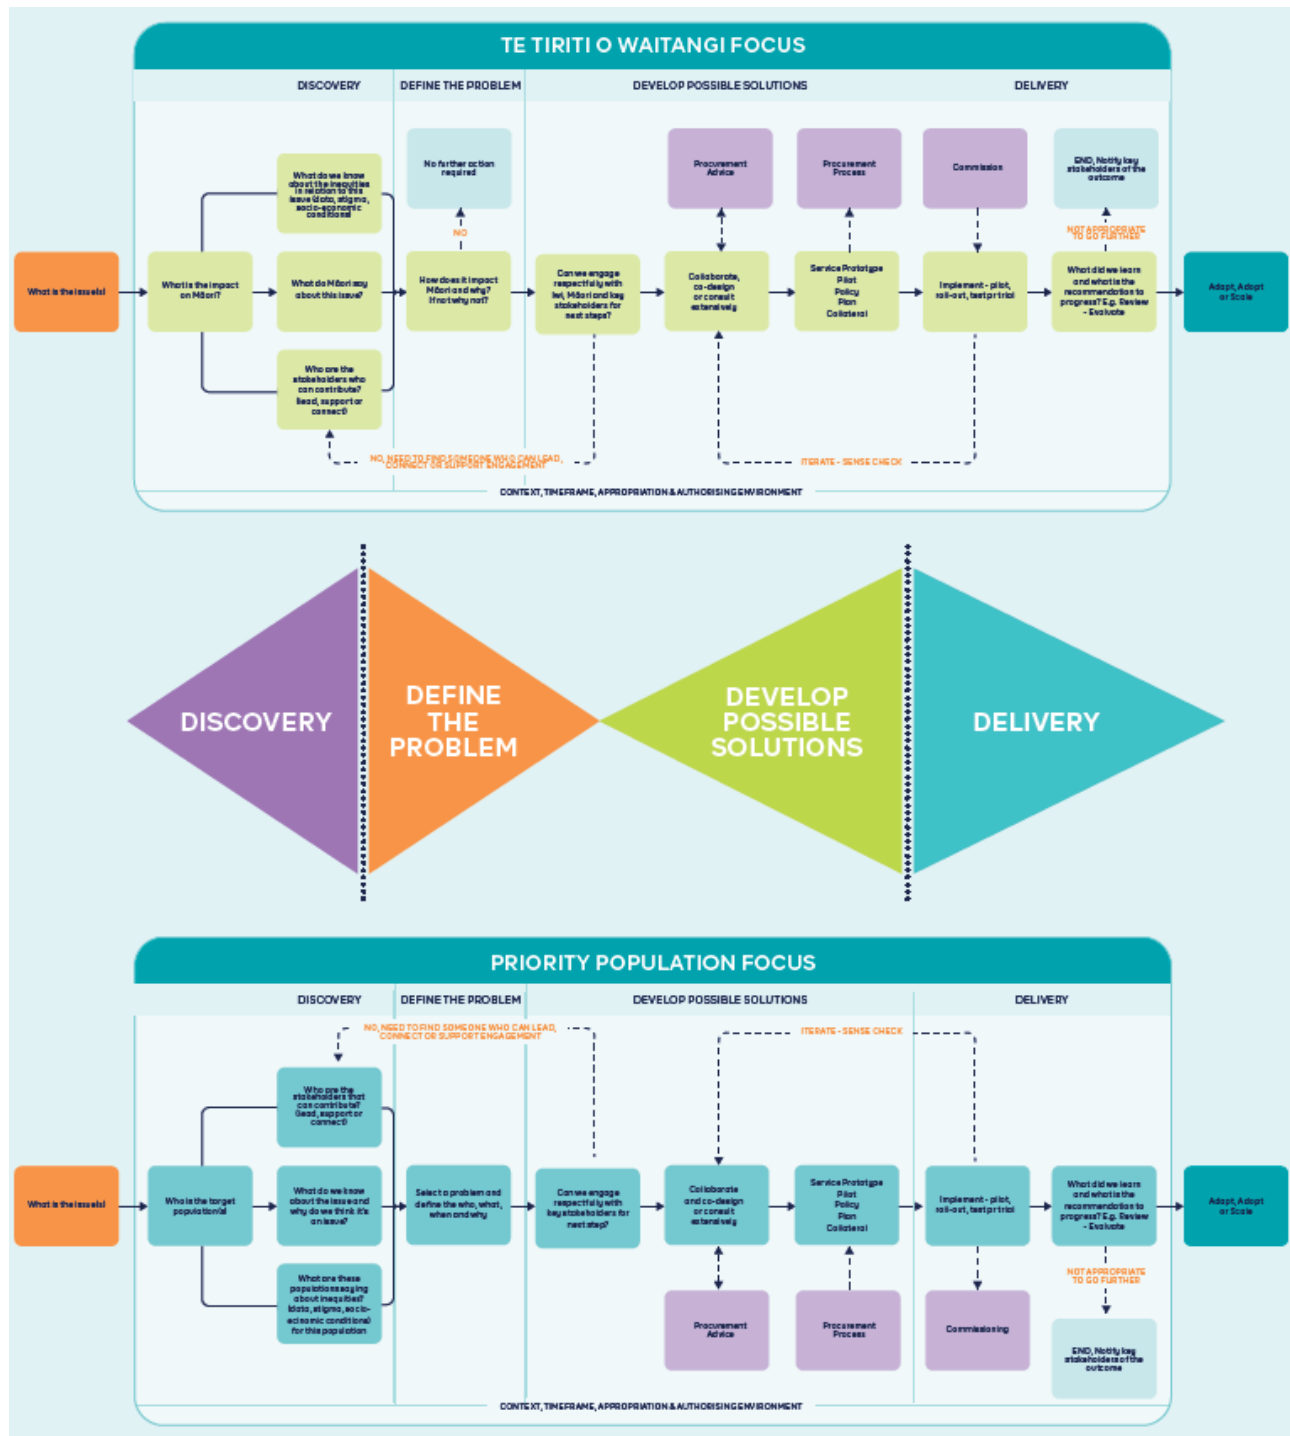 TE TIRITI O WAITANGI FOCUS
DISCOVERY
DEFINE THE PROBLEM
DEVELOP POSSIBLE SOLUTIONS
DELIVERY
What is the issue(s)
What is the impact
on Māori?
What do we know
about the inequities
in relation to this
issue (data, stigma,
socio-economic
conditions)
What do Māori say
about this issue?
Who are the
stakeholders who
can contribute?
(lead, support or
connect)
No further action
required
NO
How does it impact
Māori and why?
If not why not?
Can we engage
respectfully with
Iwi, Māori and key
stakeholders for
next steps?
NO, NEED TO FIND SOMEONE WHO CAN LEAD,
CONNECT OR SUPPORT ENGAGEMENT
Procurement
Advice
Collaborate,
co-design
or consult
extensively
Procurement
Process
Service Prototype
Pilot
Policy
Plan
Collateral
Commission
Implement - pilot,
roll-out, test or trial
ITERATE - SENSE CHECK
END, Notify key
stakeholders of the
outcome
NOT APPROPRIATE
TO GO FURTHER
What did we learn
and what is the
recommendation to
progress? E.g. Review
- Evaluate
Adapt, Adopt
or Scale
CONTEXT, TIMEFRAME, APPROPRIATION & AUTHORISING ENVIRONMENT
DISCOVERY
DEFINE
THE
PROBLEM
DEVELOP
POSSIBLE
SOLUTIONS
DELIVERY
PRIORITY POPULATION FOCUS
DISCOVERY
DEFINE THE PROBLEM
DEVELOP POSSIBLE SOLUTIONS
DELIVERY
NO, NEED TO FIND SOMEONE WHO CAN LEAD,
CONNECT OR SUPPORT ENGAGEMENT
ITERATE - SENSE CHECK
What is the issue(s)
Who is the target
population(s)
Who are the
stakeholders that
can contribute?
(lead, support or
connect)
What do we know
about the issue and
why do we think it's
an issue?
What are these
populations saying
about inequities?
(data, stigma, socio-
ecinomic conditions)
for this population
Select a problem and
define the who, what,
when and why
Can we engage
respectfully with
key stakeholders for
next step?
Collaborate
and co-design
or consult
extensively
Procurement
Advice
Service Prototype
Pilot
Policy
Plan
Collateral
Procurement
Process
Implement - pilot,
roll-out, test or trial
Commissioning
What did we learn
and what is the
recommendation to
progress? E.g. Review
- Evaluate
NOT APPROPRIATE
TO GO FURTHER
END, Notify key
stakeholders of the
outcome
Adapt, Adopt
or Scale
CONTEXT, TIMEFRAME, APPROPRIATION & AUTHORISING ENVIRONMENT